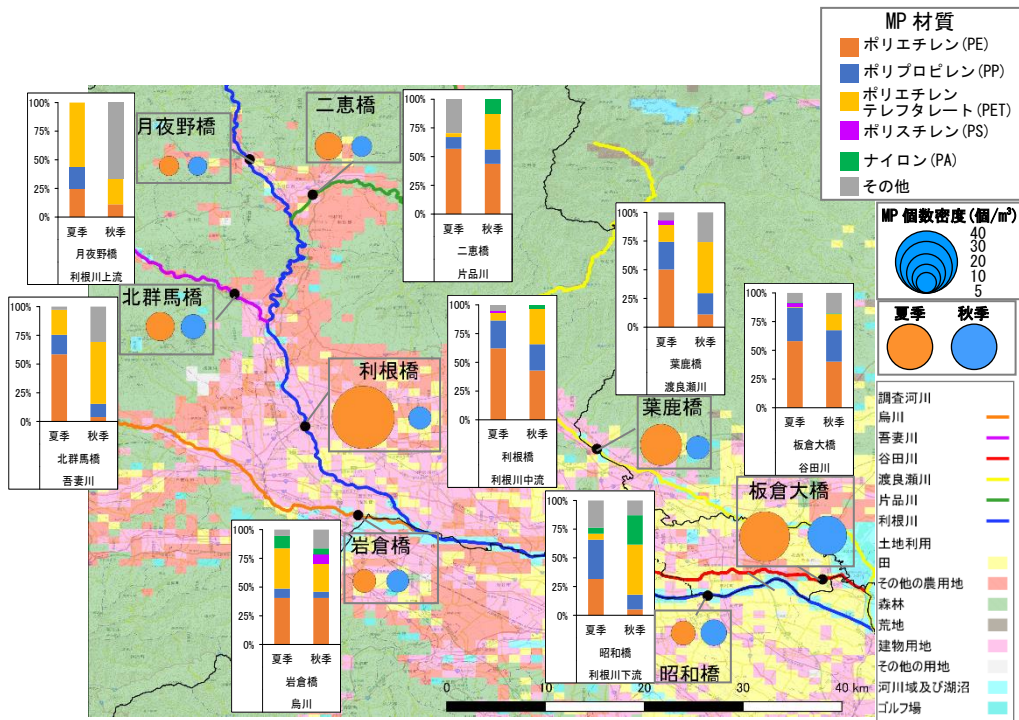 MP 材質
ポリエチレン(PE)
ポリプロピレン(PP)
ポリエチレン
テレフタレート(PET)
ポリスチレン(PS)
ナイロン(PA)
その他
MP 個数密度(個/m³)
40
30
20
10
5
夏季
秋季
調査河川
烏川
吾妻川
谷田川
渡良瀬川
片品川
利根川
土地利用
田
その他の農用地
森林
荒地
建物用地
その他の用地
河川域及び湖沼
ゴルフ場
100%
75%
50%
25%
0%
夏季 秋季
月夜野橋
利根川上流
月夜野橋
二恵橋
100%
75%
50%
25%
0%
夏季 秋季
二恵橋
片品川
100%
75%
50%
25%
0%
夏季 秋季
北群馬橋
吾妻川
北群馬橋
利根橋
100%
75%
50%
25%
0%
夏季 秋季
利根橋
利根川中流
100%
75%
50%
25%
0%
夏季 秋季
葉鹿橋
渡良瀬川
葉鹿橋
100%
75%
50%
25%
0%
夏季 秋季
板倉大橋
谷田川
板倉大橋
100%
75%
50%
25%
0%
夏季 秋季
岩倉橋
烏川
岩倉橋
100%
75%
50%
25%
0%
夏季 秋季
昭和橋
利根川下流
昭和橋
0 10 20 30 40 km